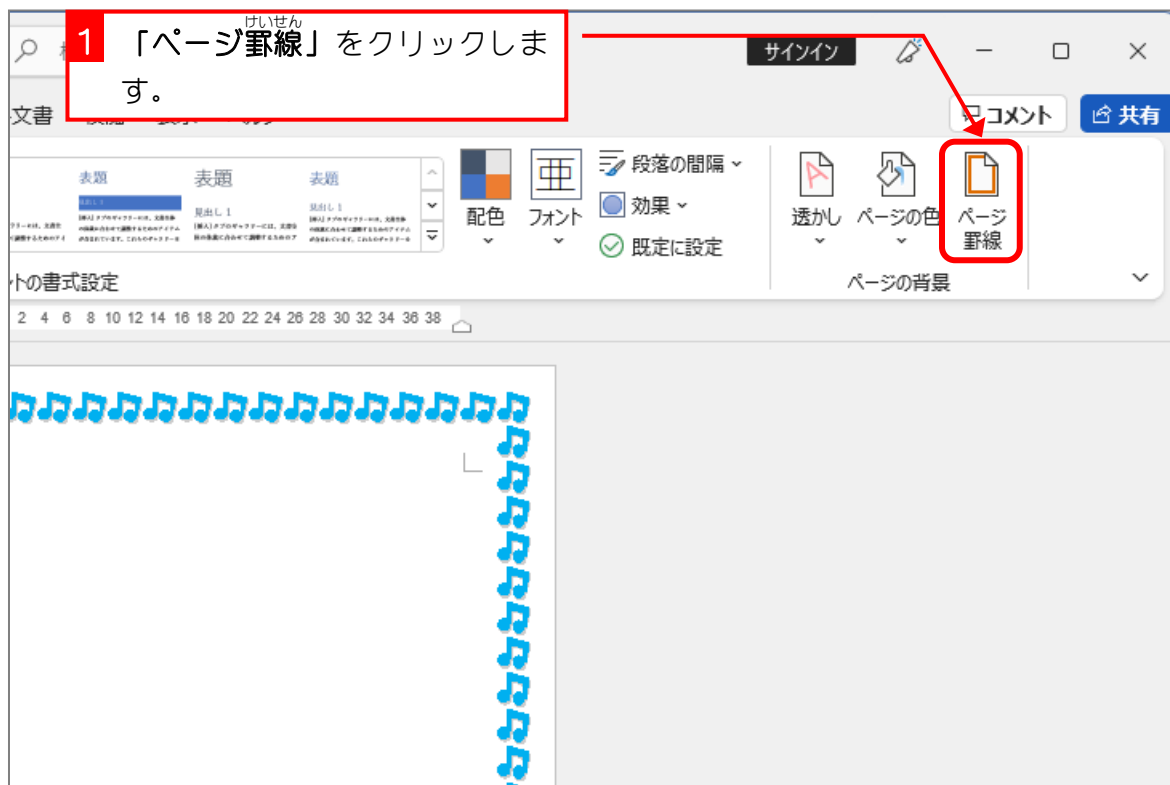 けいせん
1 「ページ罫線」をクリックしま
す。
サインイン
文書
コメント
共有
表題
表題
表題
見出し 1
見出し 1
見出し 1
配色
フォント
段落の間隔
効果
既定に設定
透かし
ページの色
ページ
罫線
トの書式設定
ページの背景
2 4 6 8 10 12 14 16 18 20 22 24 26 28 30 32 34 36 38